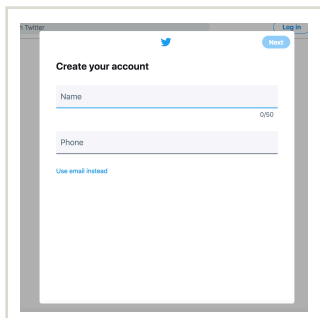 n Twitter
Log in
Next
Create your account
Name
0/50
Phone
Use email instead